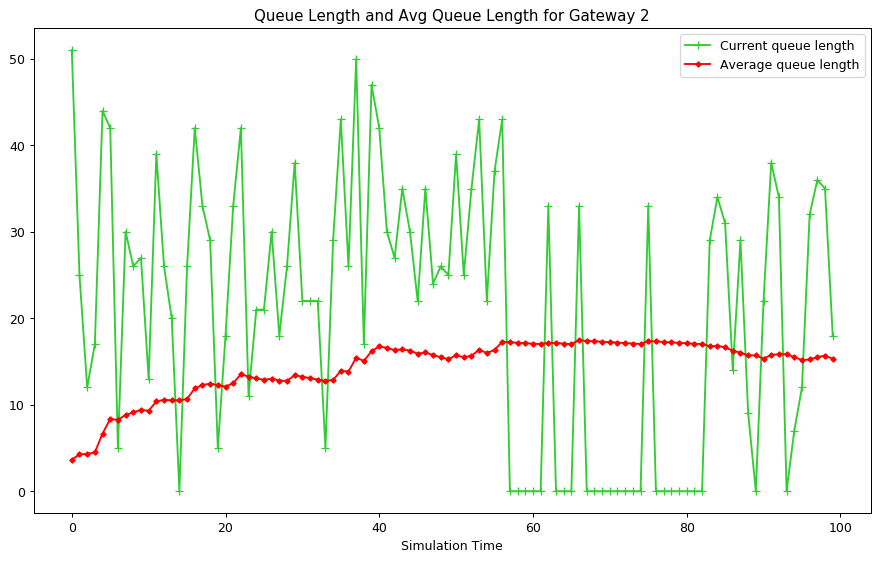 Queue Length and Avg Queue Length for Gateway 2
Current queue length
Average queue length
50
40
30
20
10
0
0 20 40 60 80 100
Simulation Time